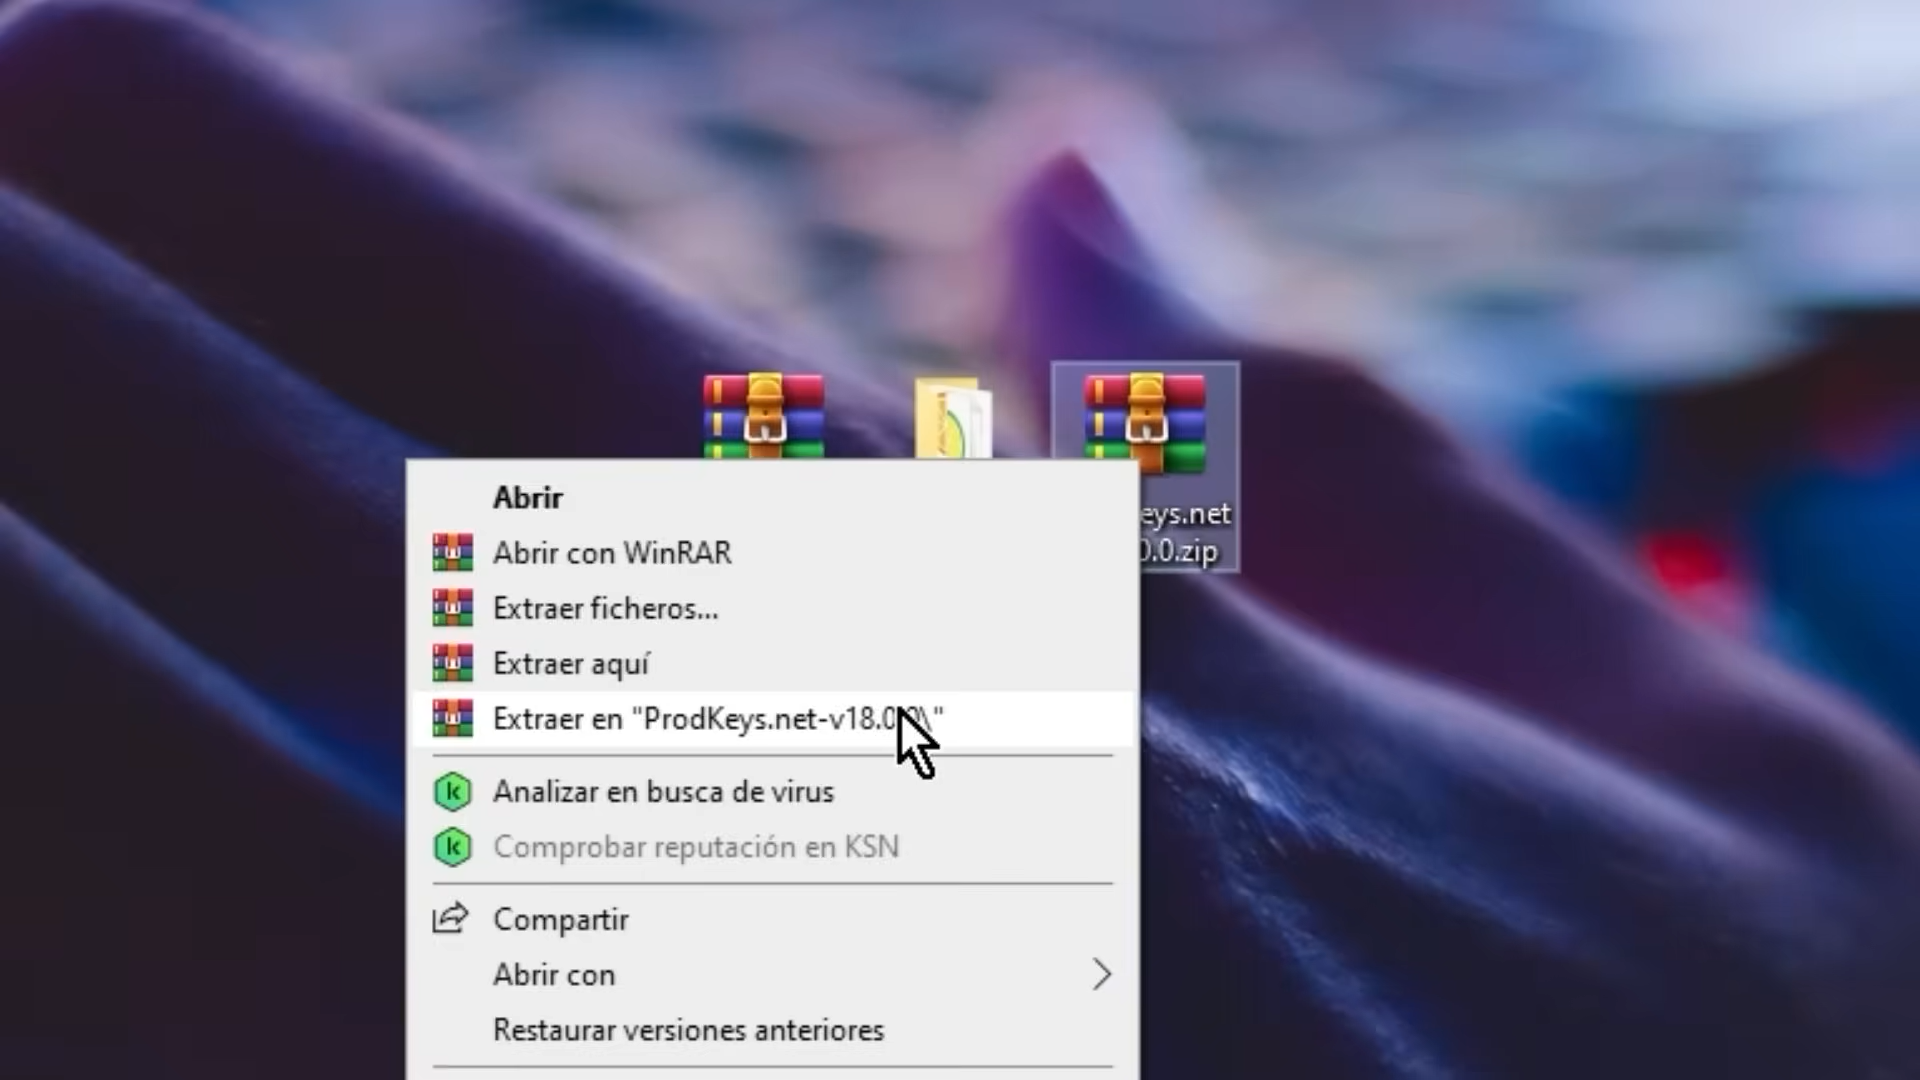 eys.net
0.0.zip
Abrir
Abrir con WinRAR
Extraer ficheros...
Extraer aquí
Extraer en "ProdKeys.net-v18.0.0\"
Analizar en busca de virus
Comprobar reputación en KSN
Compartir
Abrir con
Restaurar versiones anteriores